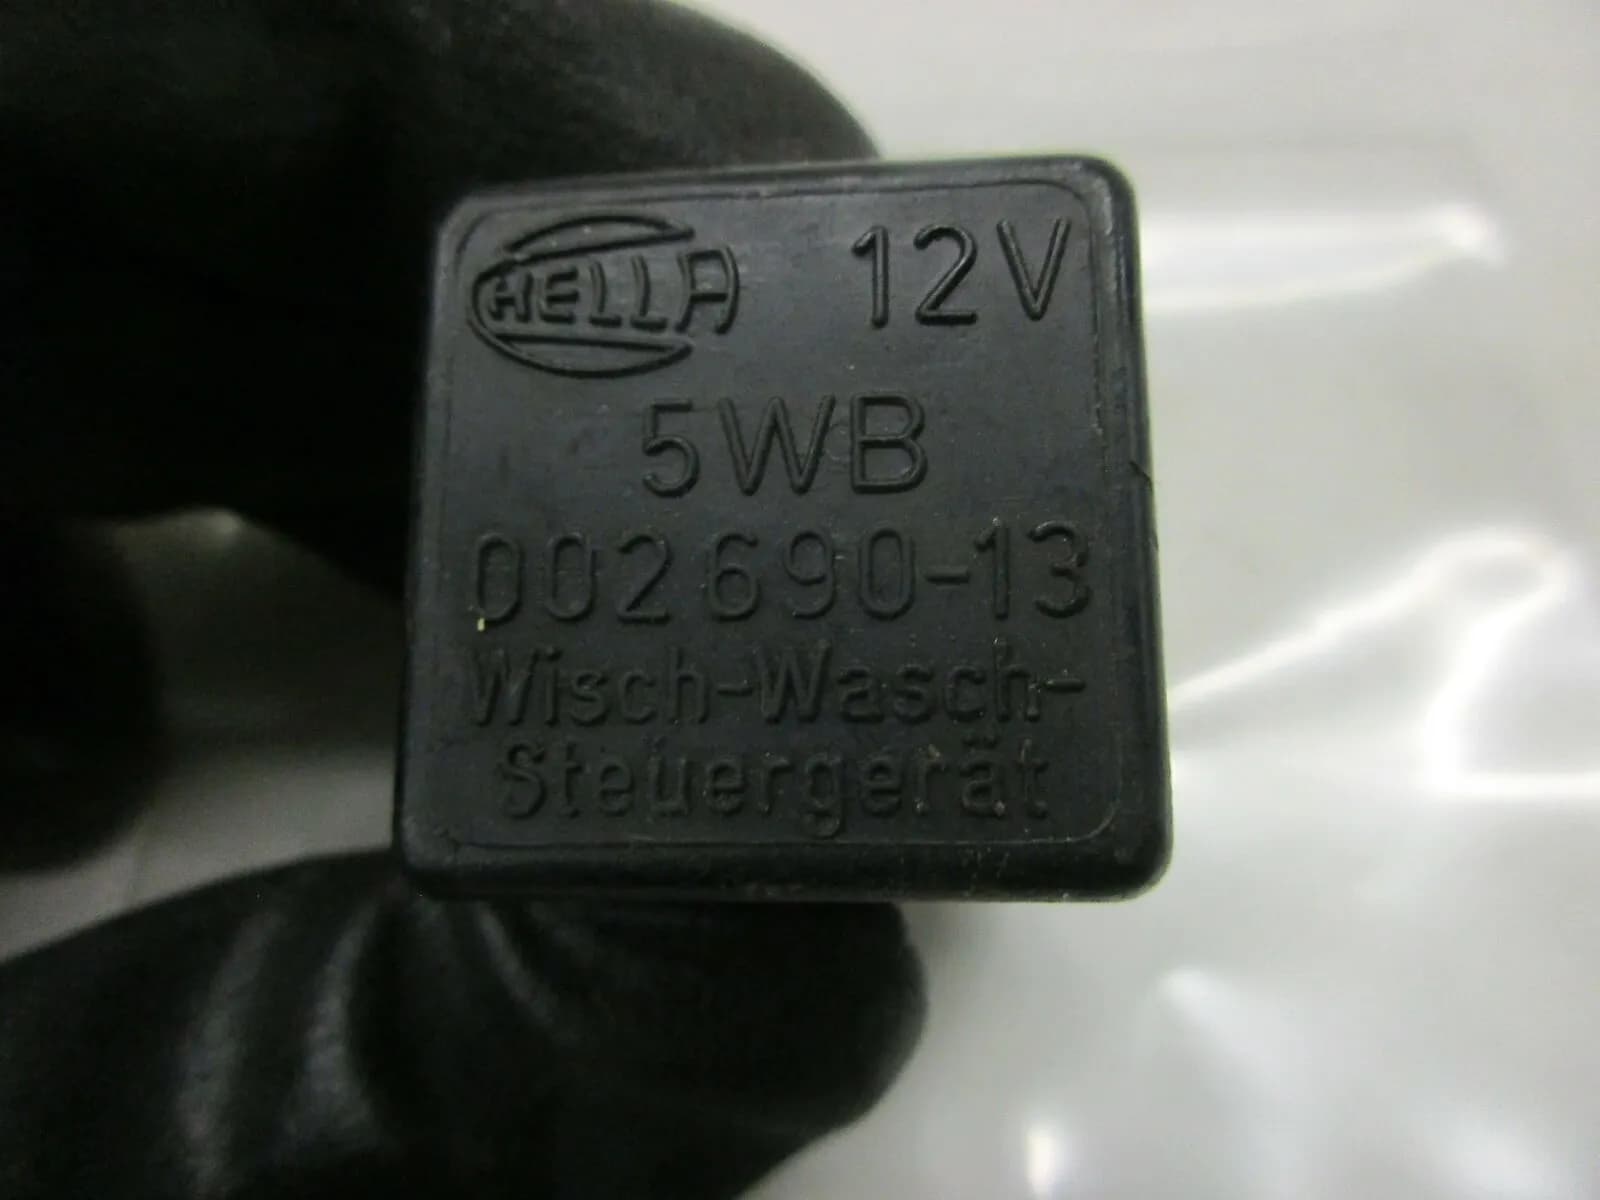 HELLA 12V
5WB
002690-13
Wisch-Wasch-
Steuergerät